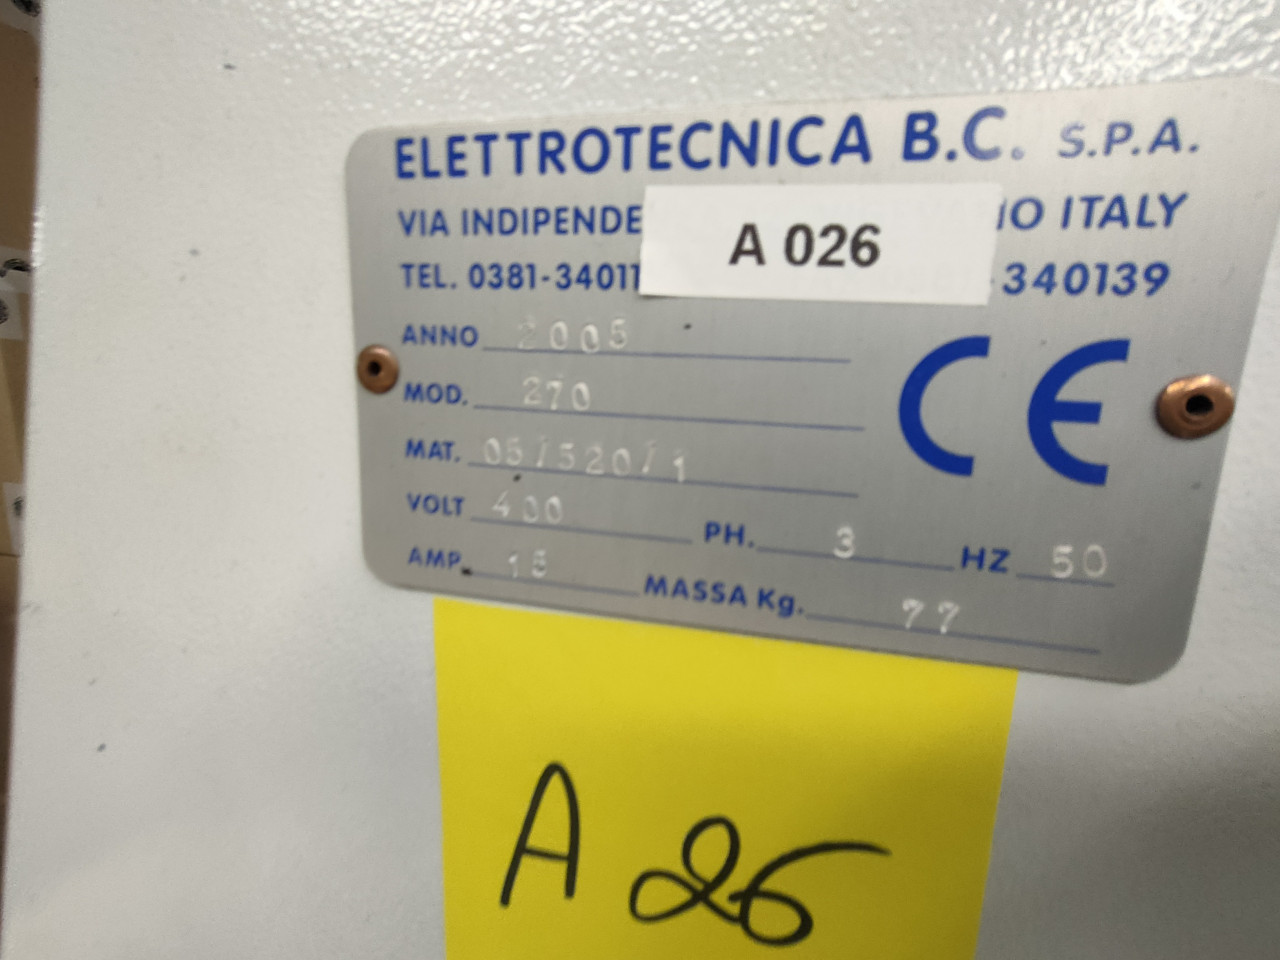 ELETTROTECNICA B.C. S.P.A.
VIA INDIPENDE
A 026
IO ITALY
TEL. 0381-34011
-340139
ANNO 2005
MOD. 270
MAT. 05/520/1
CE
VOLT 400 PH. 3 HZ 50
AMP. 15 MASSA Kg. 77
A 26